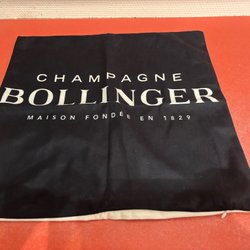 CHAMPAGNE
BOLLINGER
MAISON FONDÉE EN 1829